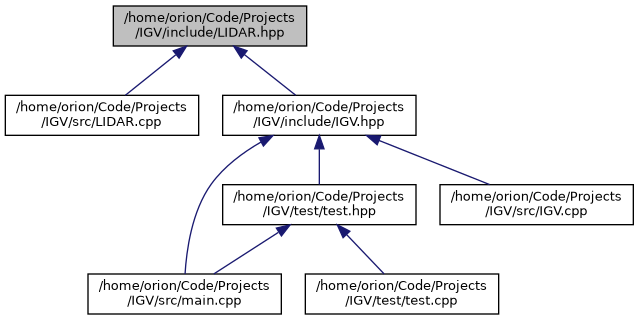 /home/orion/Code/Projects
/IGV/include/LIDAR.hpp
/home/orion/Code/Projects
/IGV/src/LIDAR.cpp
/home/orion/Code/Projects
/IGV/include/IGV.hpp
/home/orion/Code/Projects
/IGV/test/test.hpp
/home/orion/Code/Projects
/IGV/src/IGV.cpp
/home/orion/Code/Projects
/IGV/src/main.cpp
/home/orion/Code/Projects
/IGV/test/test.cpp